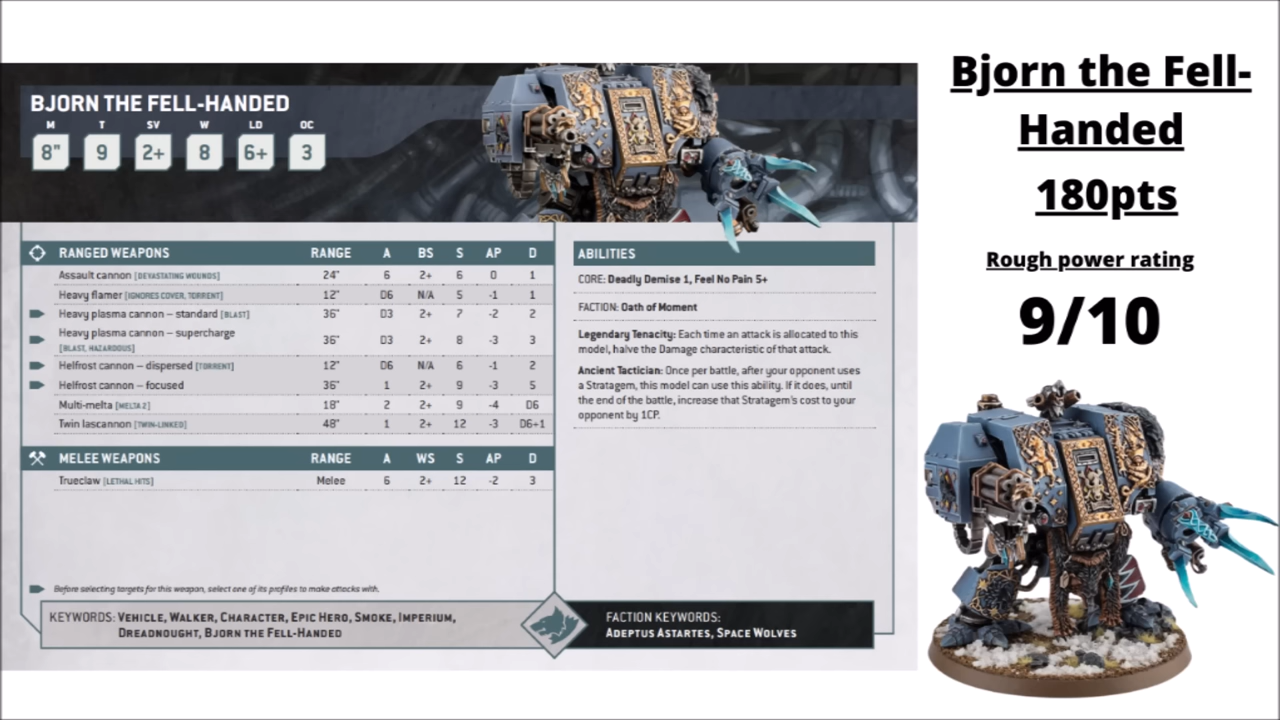 BJORN THE FELL-HANDED
M T SV W LD OC
8" 9 2+ 8 6+ 3
RANGED WEAPONS RANGE A BS S AP D
Assault cannon [DEVASTATING WOUNDS] 24" 6 2+ 6 0 1
Heavy flamer [IGNORES COVER, TORRENT] 12" D6 N/A 5 -1 1
Heavy plasma cannon – standard [BLAST] 36" D3 2+ 7 -2 2
Heavy plasma cannon – supercharge
[BLAST, HAZARDOUS] 36" D3 2+ 8 -3 3
Helfrost cannon – dispersed [TORRENT] 12" D6 N/A 6 -1 2
Helfrost cannon – focused 36" 1 2+ 9 -3 5
Multi-melta [MELTA 2] 18" 2 2+ 9 -4 D6
Twin lascannon [TWIN-LINKED] 48" 1 2+ 12 -3 D6+1
MELEE WEAPONS RANGE A WS S AP D
Trueclaw [LETHAL HITS] Melee 6 2+ 12 -2 3
Before selecting targets for this weapon, select one of its profiles to make attacks with.
KEYWORDS: VEHICLE, WALKER, CHARACTER, EPIC HERO, SMOKE, IMPERIUM,
DREADNOUGHT, BJORN THE FELL-HANDED
ABILITIES
CORE: Deadly Demise 1, Feel No Pain 5+
FACTION: Oath of Moment
Legendary Tenacity: Each time an attack is allocated to this
model, halve the Damage characteristic of that attack.
Ancient Tactician: Once per battle, after your opponent uses
a Stratagem, this model can use this ability. If it does, until
the end of the battle, increase that Stratagem's cost to your
opponent by 1CP.
FACTION KEYWORDS:
ADEPTUS ASTARTES, SPACE WOLVES
Bjorn the Fell-
Handed
180pts
Rough power rating
9/10